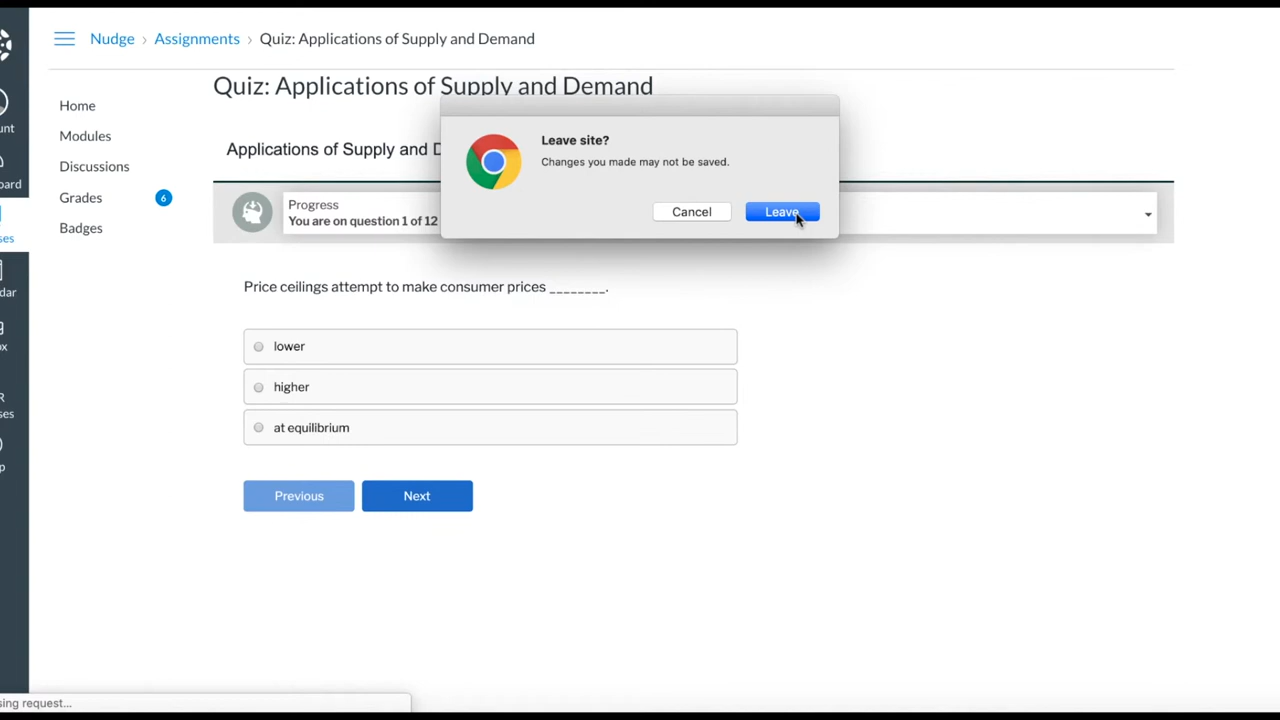 Nudge › Assignments › Quiz: Applications of Supply and Demand
Quiz: Applications of Supply and Demand
Home
Modules
Discussions
Grades 6
Badges
Applications of Supply and
Leave site?
Changes you made may not be saved.
Cancel
Leave
Progress
You are on question 1 of 12
Price ceilings attempt to make consumer prices ________.
lower
higher
at equilibrium
Previous
Next
request...